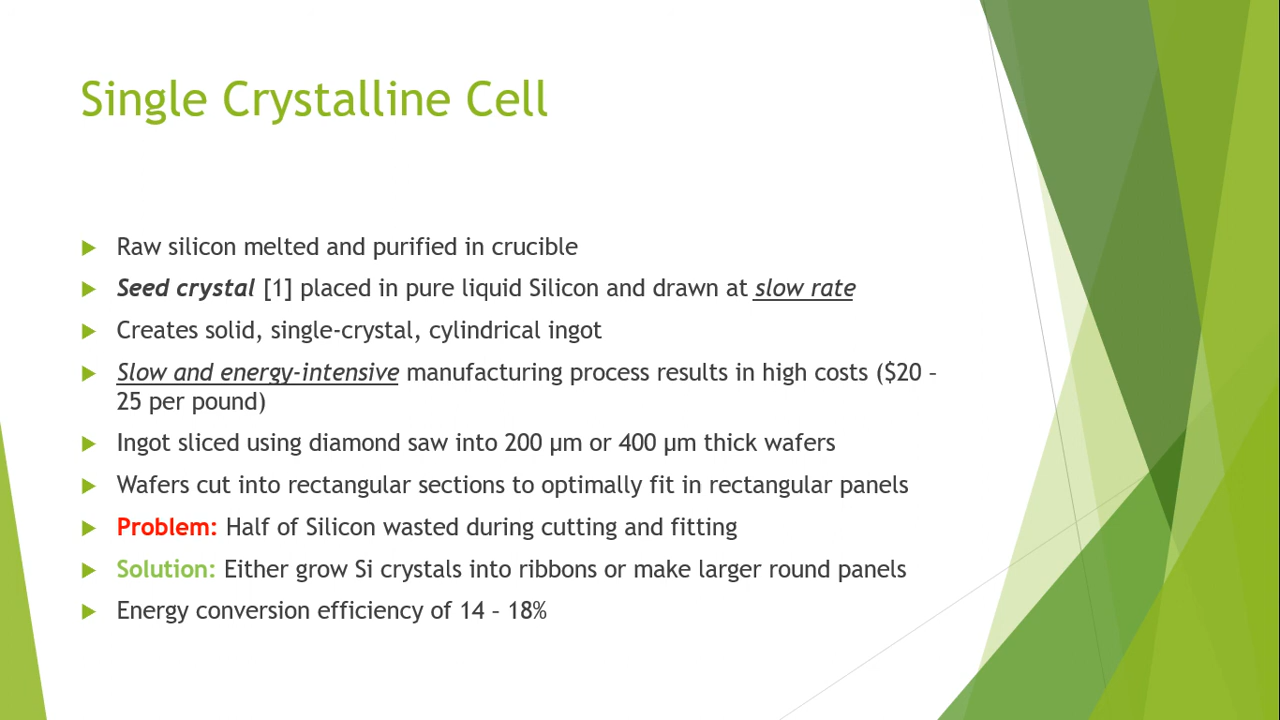 Single Crystalline Cell
Raw silicon melted and purified in crucible
Seed crystal [1] placed in pure liquid Silicon and drawn at slow rate
Creates solid, single-crystal, cylindrical ingot
Slow and energy-intensive manufacturing process results in high costs ($20 –
25 per pound)
Ingot sliced using diamond saw into 200 µm or 400 µm thick wafers
Wafers cut into rectangular sections to optimally fit in rectangular panels
Problem: Half of Silicon wasted during cutting and fitting
Solution: Either grow Si crystals into ribbons or make larger round panels
Energy conversion efficiency of 14 – 18%